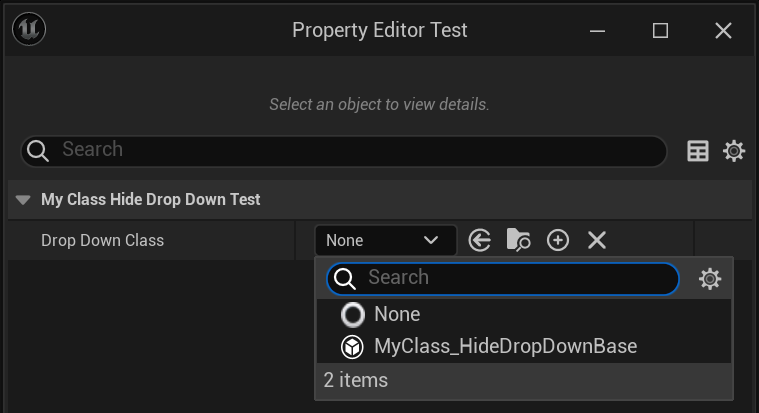 Property Editor Test
Select an object to view details.
Search
My Class Hide Drop Down Test
Drop Down Class
None
Search
None
MyClass_HideDropDownBase
2 items